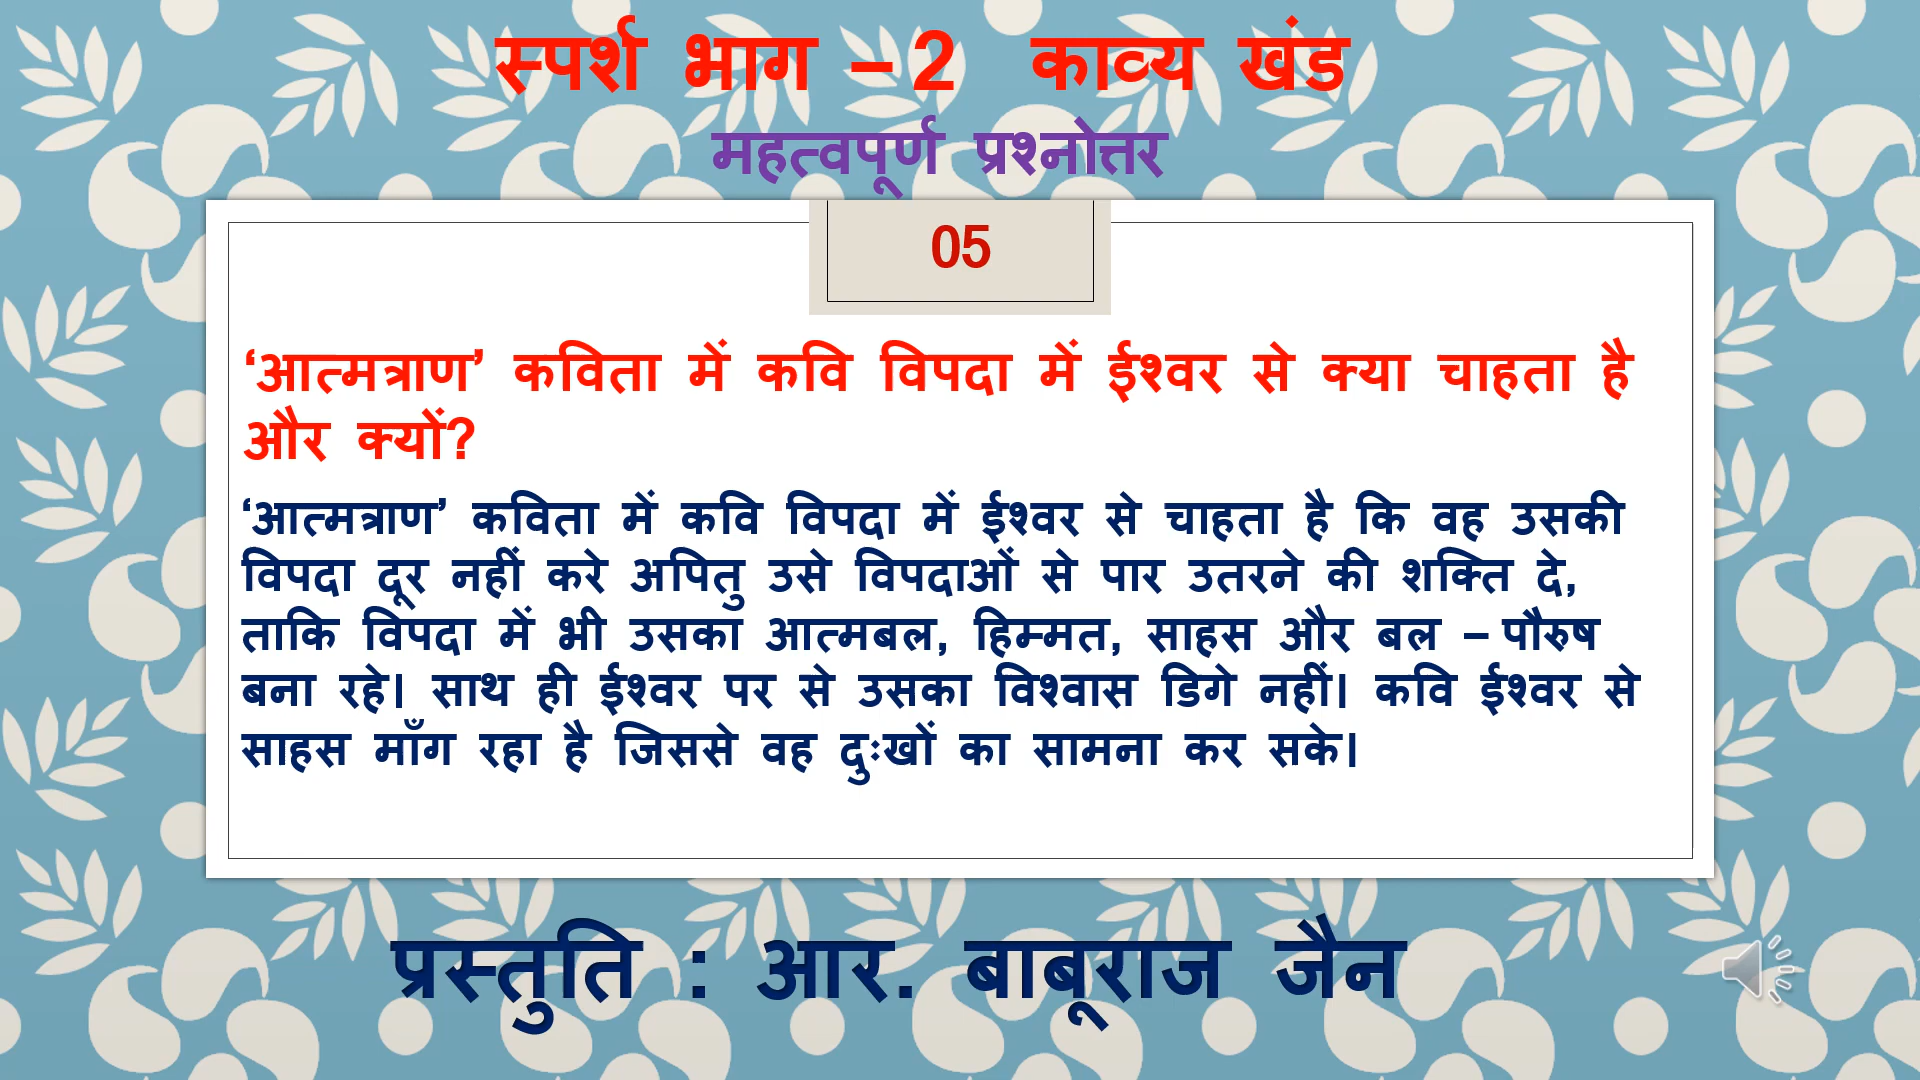 स्पर्श भाग – 2 काव्य खंड
महत्वपूर्ण प्रश्नोत्तर
05
‘आत्मत्राण’ कविता में कवि विपदा में ईश्वर से क्या चाहता है
और क्यों?
‘आत्मत्राण’ कविता में कवि विपदा में ईश्वर से चाहता है कि वह उसकी
विपदा दूर नहीं करे अपितु उसे विपदाओं से पार उतरने की शक्ति दे,
ताकि विपदा में भी उसका आत्मबल, हिम्मत, साहस और बल – पौरुष
बना रहे। साथ ही ईश्वर पर से उसका विश्वास डिगे नहीं। कवि ईश्वर से
साहस माँग रहा है जिससे वह दुःखों का सामना कर सके।
प्रस्तुति : आर. बाबूराज जैन